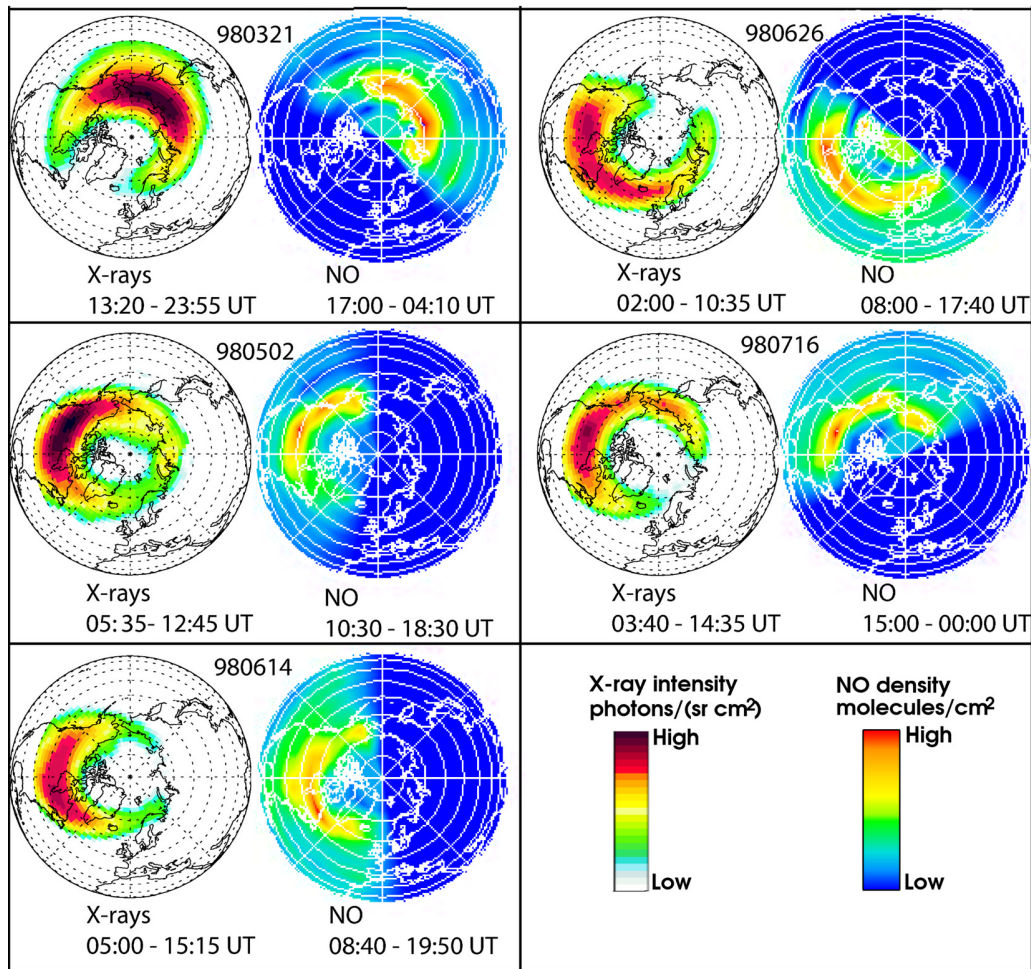 980321
X-rays
13:20 - 23:55 UT
NO
17:00 - 04:10 UT
980626
X-rays
02:00 - 10:35 UT
NO
08:00 - 17:40 UT
980502
X-rays
05:35- 12:45 UT
NO
10:30 - 18:30 UT
980716
X-rays
03:40 - 14:35 UT
NO
15:00 - 00:00 UT
980614
X-rays
05:00 - 15:15 UT
NO
08:40 - 19:50 UT
X-ray intensity
photons/(sr cm²)
High
Low
NO density
molecules/cm²
High
Low